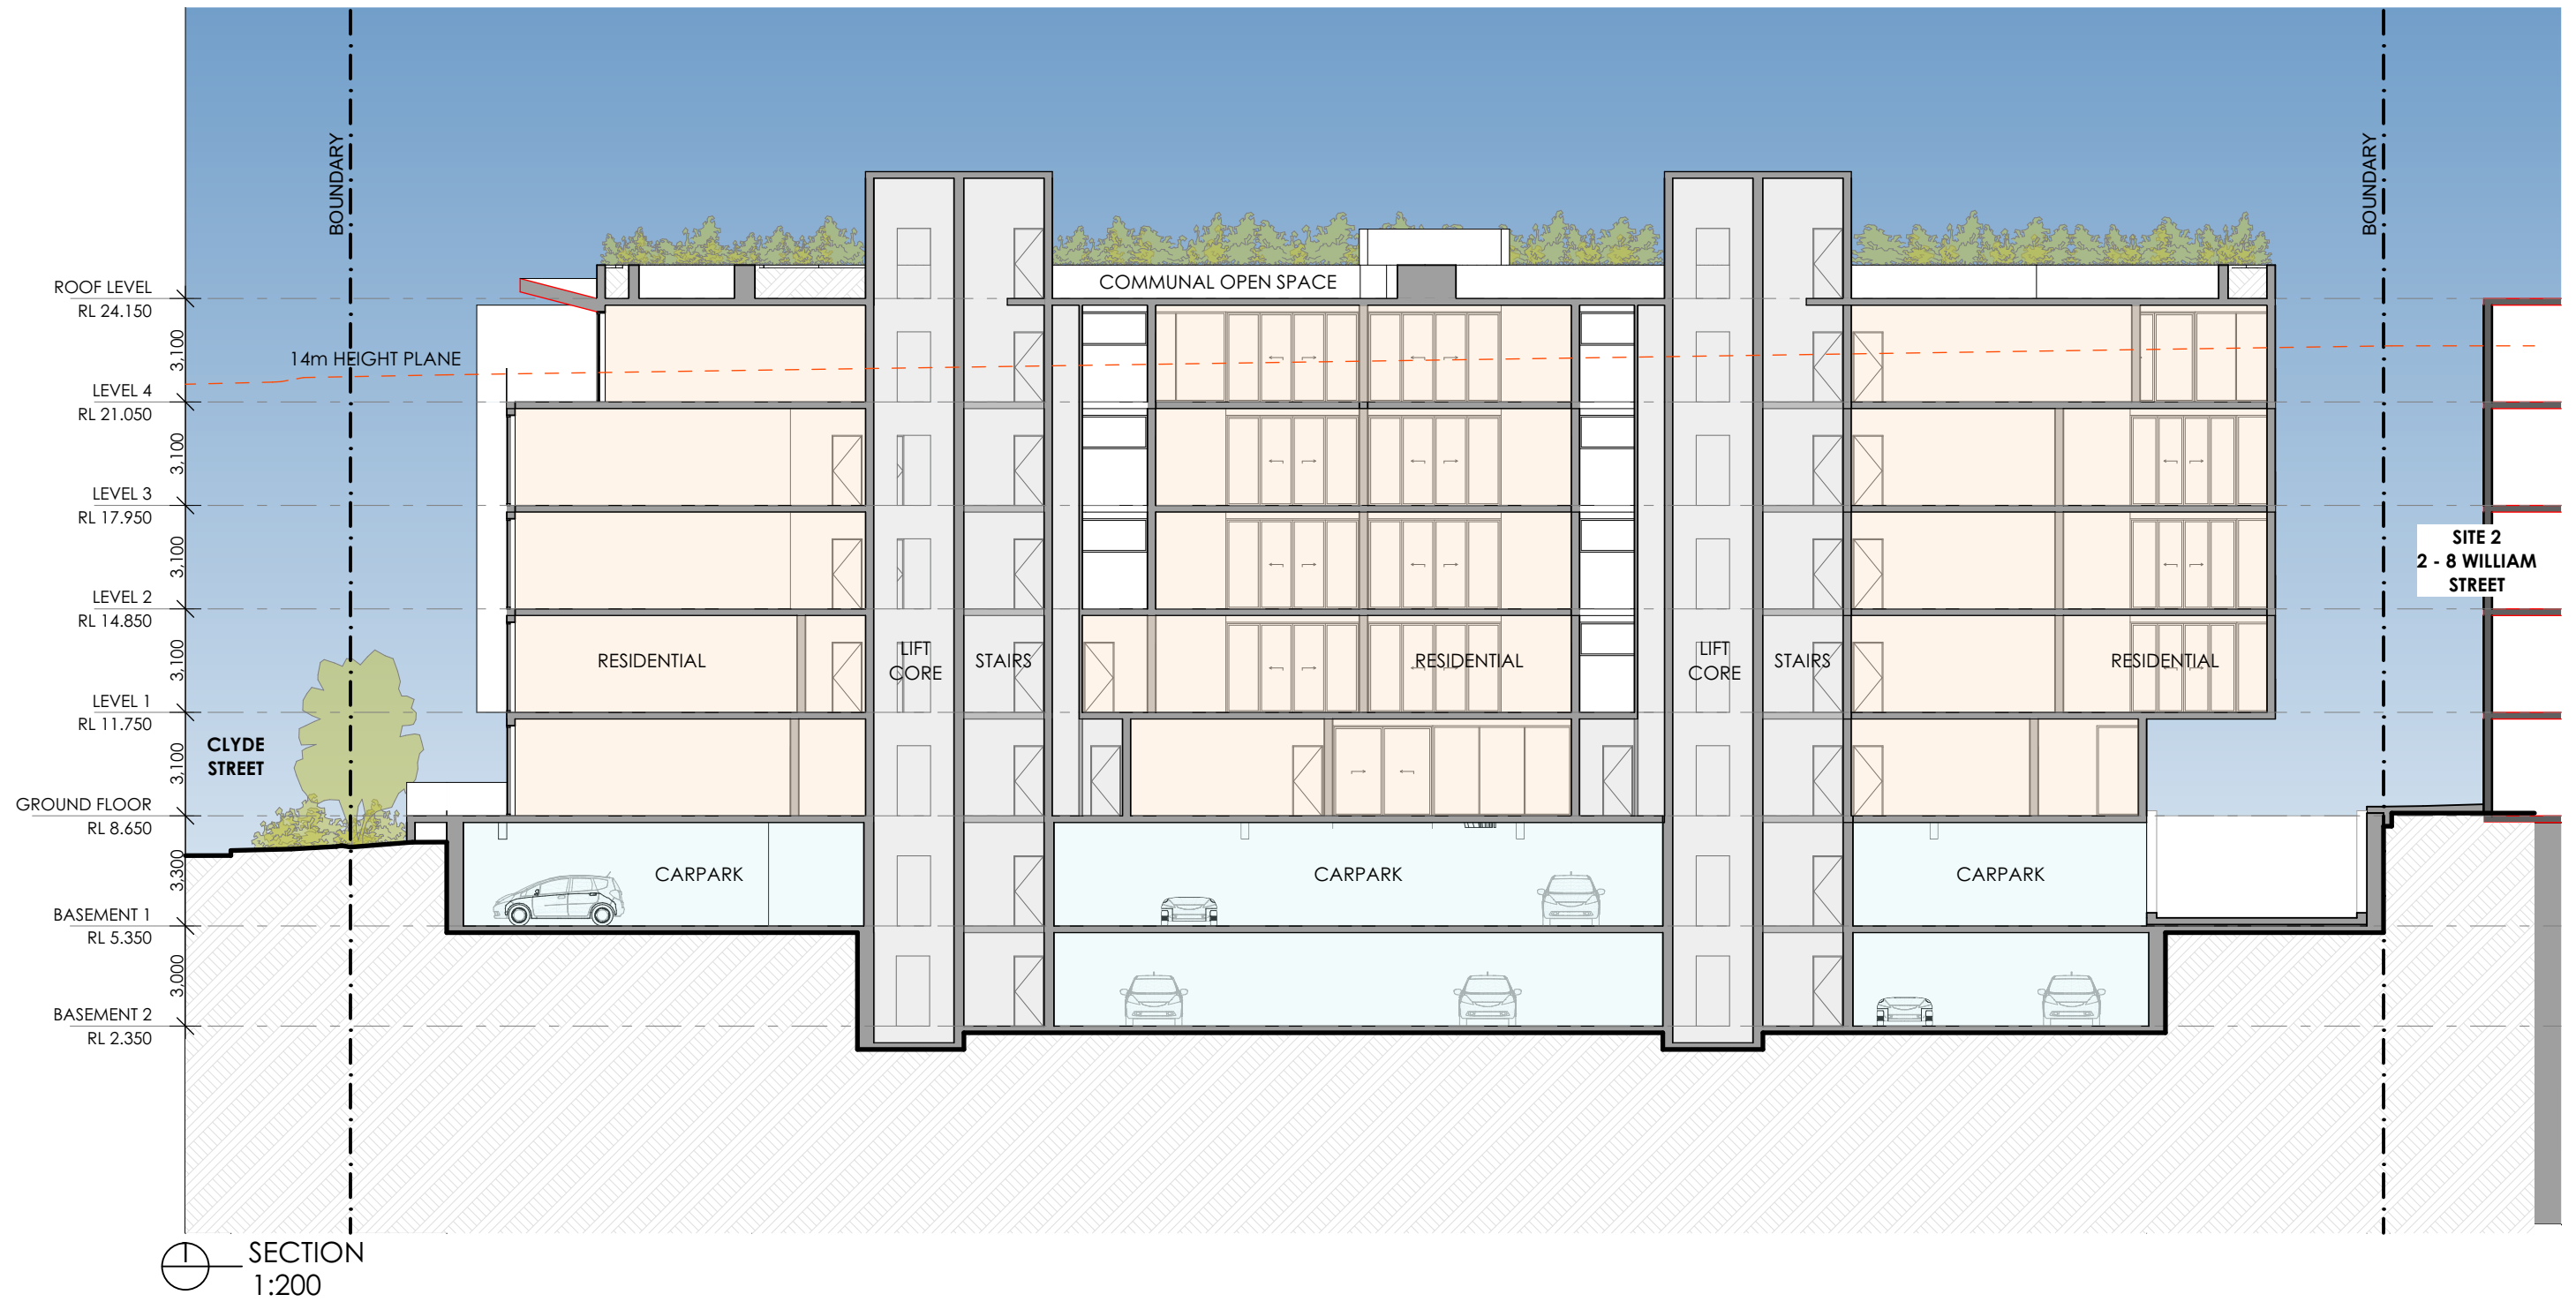 BOUNDARY
BOUNDARY
ROOF LEVEL
RL 24.150
COMMUNAL OPEN SPACE
3,100
14m HEIGHT PLANE
LEVEL 4
RL 21.050
3,100
LEVEL 3
RL 17.950
3,100
SITE 2
2 - 8 WILLIAM
STREET
LEVEL 2
RL 14.850
3,100
RESIDENTIAL
LIFT
CORE
STAIRS
RESIDENTIAL
LIFT
CORE
STAIRS
RESIDENTIAL
LEVEL 1
RL 11.750
3,100
CLYDE
STREET
GROUND FLOOR
RL 8.650
3,300
CARPARK
CARPARK
CARPARK
BASEMENT 1
RL 5.350
3,000
BASEMENT 2
RL 2.350
1
SECTION
1:200